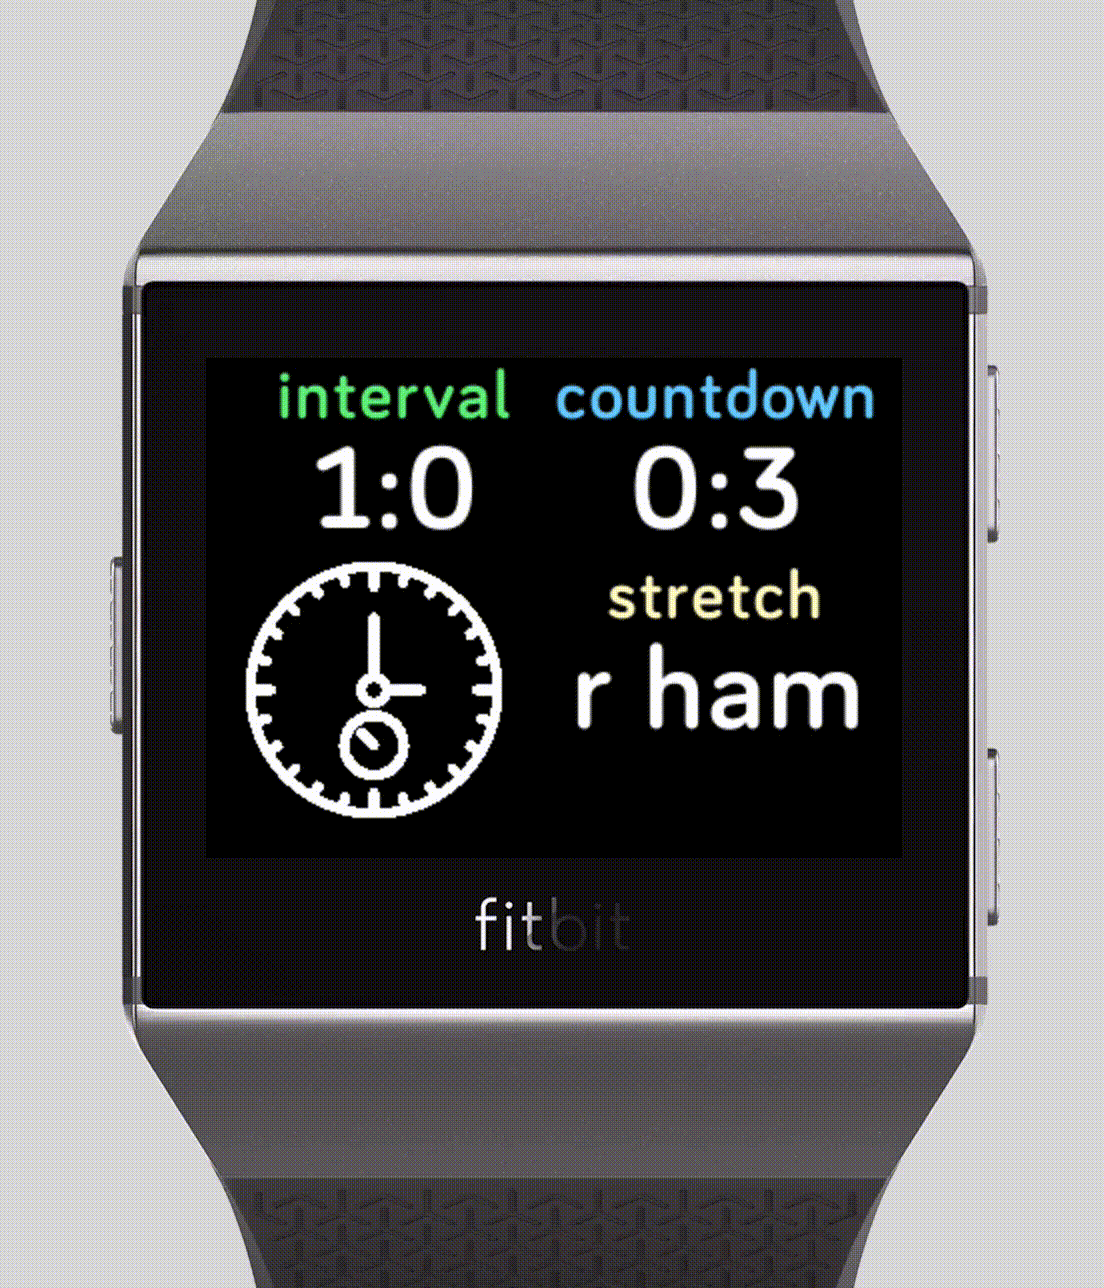 interval countdown
1:0 0:3
stretch
r ham
fitbit